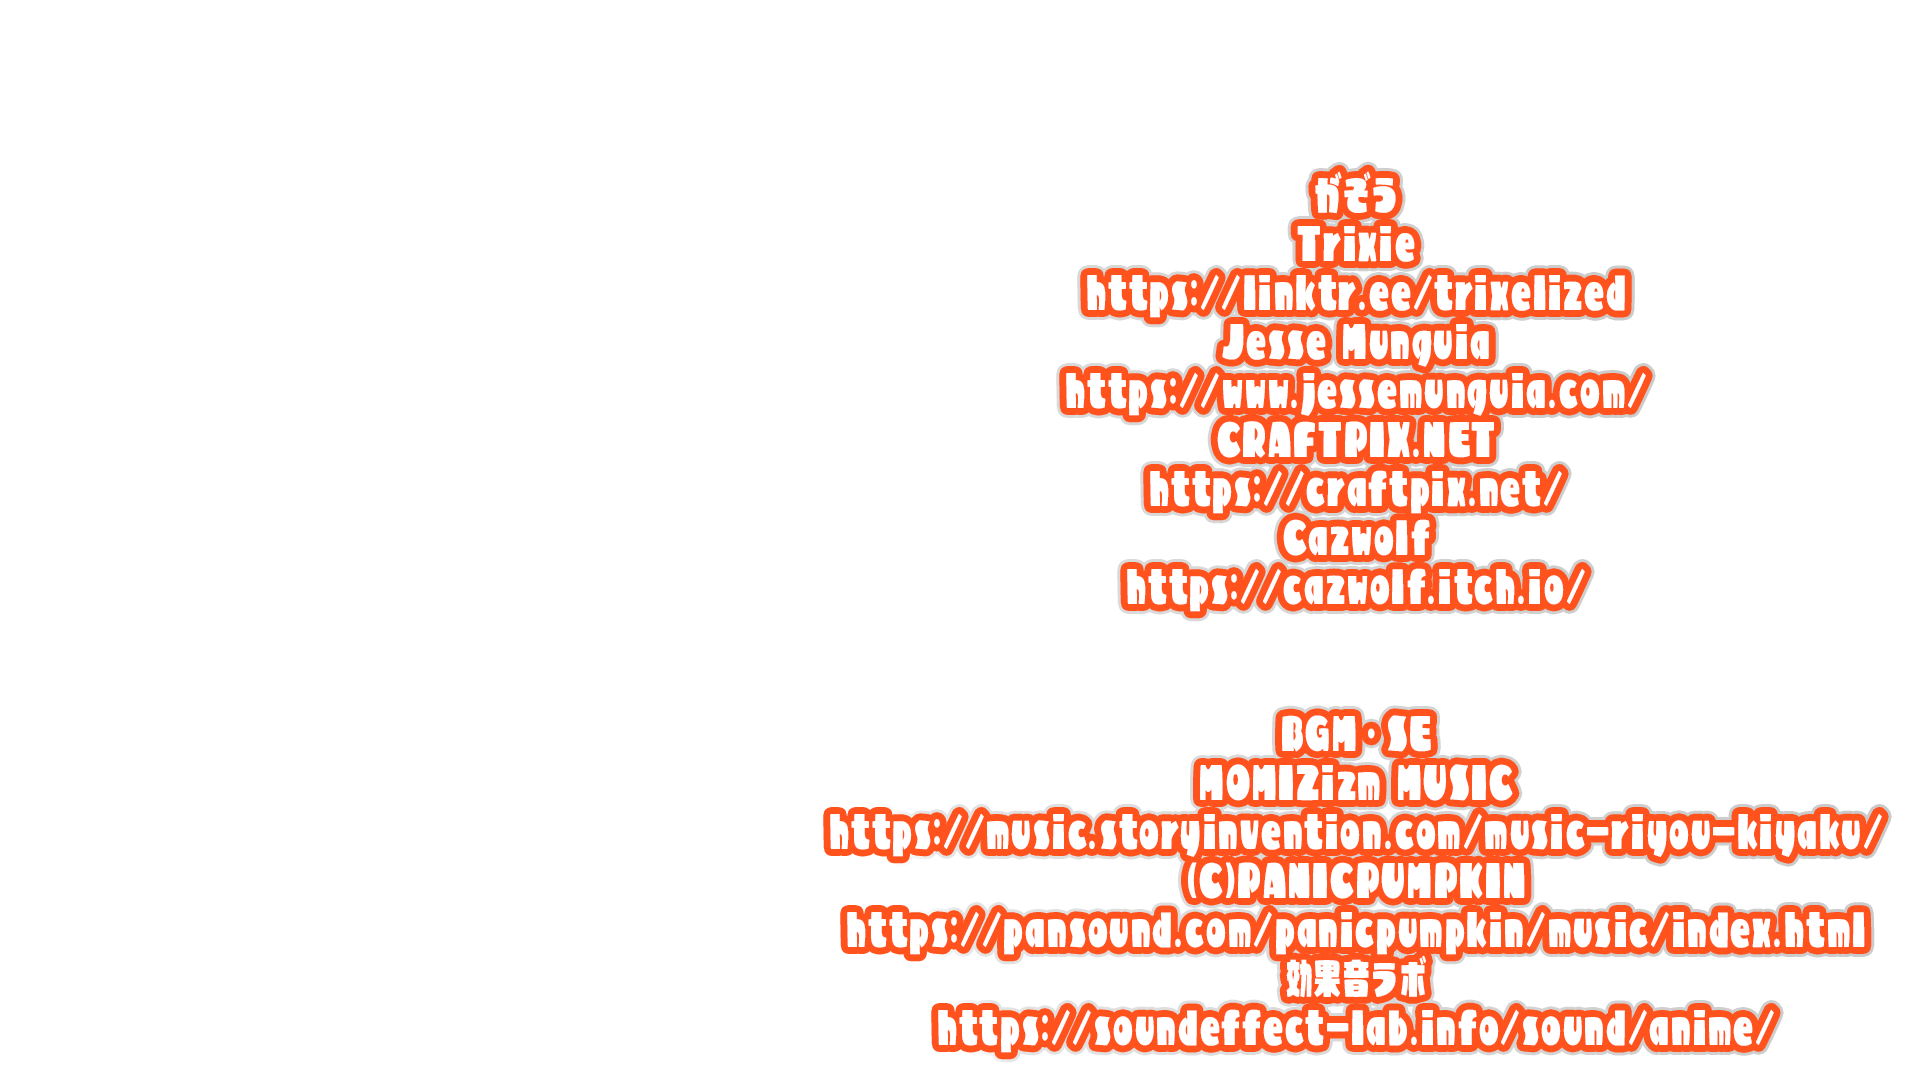 がぞう
Trixie
https://linktr.ee/trixelized
Jesse Munguia
https://www.jessemunguia.com/
CRAFTPIX.NET
https://craftpix.net/
Cazwolf
https://cazwolf.itch.io/
BGM・SE
MOMIZizm MUSIC
https://music.storyinvention.com/music-riyou-kiyaku/
(C)PANICPUMPKIN
https://pansound.com/panicpumpkin/music/index.html
効果音ラボ
https://soundeffect-lab.info/sound/anime/